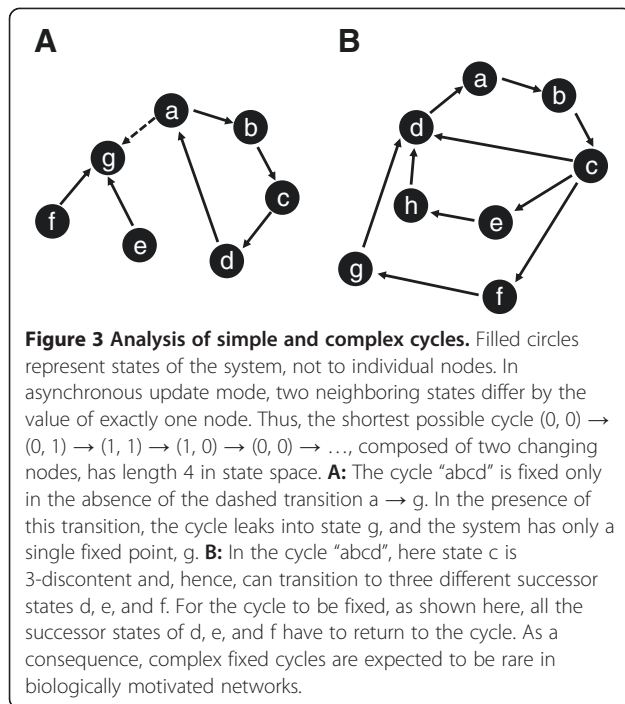 A
B
a
b
g
c
f
e
d
a
b
d
c
h
e
g
f
Figure 3 Analysis of simple and complex cycles. Filled circles
represent states of the system, not to individual nodes. In
asynchronous update mode, two neighboring states differ by the
value of exactly one node. Thus, the shortest possible cycle (0, 0) →
(0, 1) → (1, 1) → (1, 0) → (0, 0) → …, composed of two changing
nodes, has length 4 in state space. A: The cycle “abcd” is fixed only
in the absence of the dashed transition a → g. In the presence of
this transition, the cycle leaks into state g, and the system has only a
single fixed point, g. B: In the cycle “abcd”, here state c is
3-discontent and, hence, can transition to three different successor
states d, e, and f. For the cycle to be fixed, as shown here, all the
successor states of d, e, and f have to return to the cycle. As a
consequence, complex fixed cycles are expected to be rare in
biologically motivated networks.